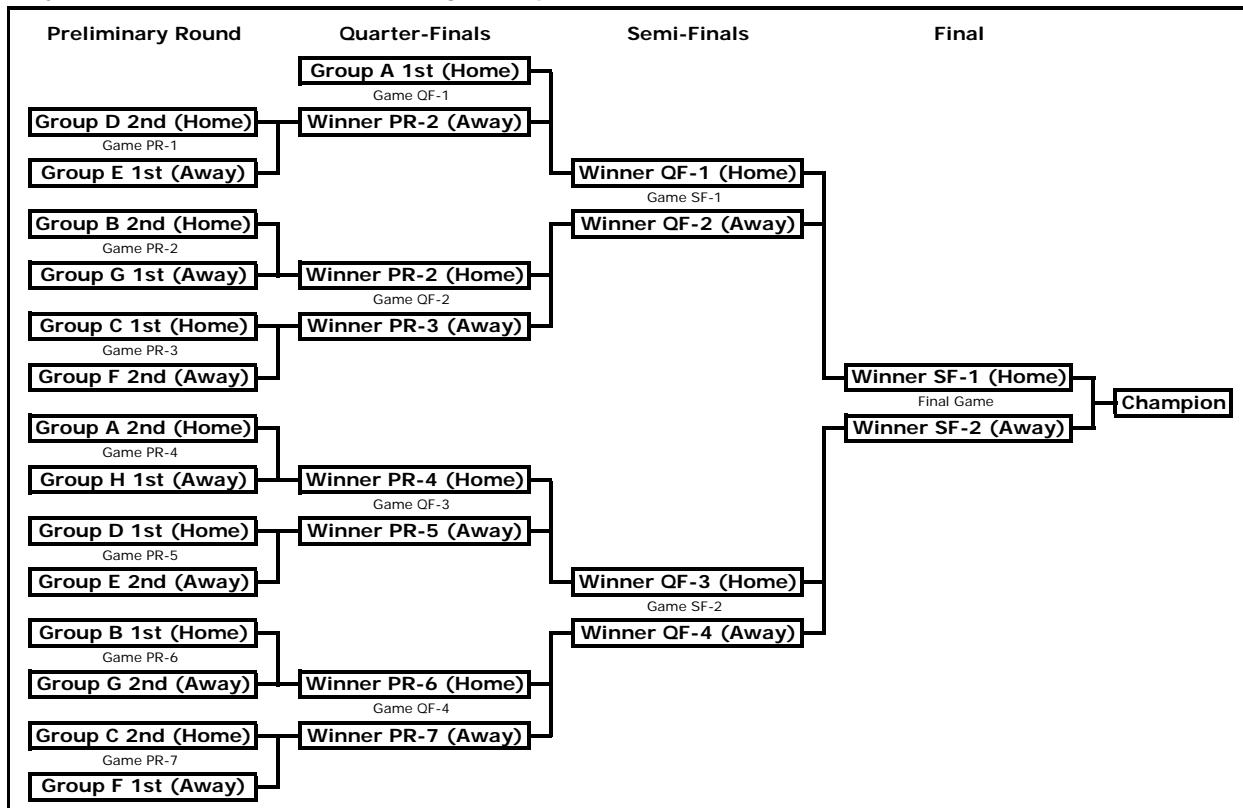 Preliminary Round Quarter-Finals Semi-Finals Final
Group A 1st (Home)
Game QF-1
Group D 2nd (Home) Winner PR-2 (Away)
Game PR-1
Group E 1st (Away) Winner QF-1 (Home)
Game SF-1
Group B 2nd (Home) Winner QF-2 (Away)
Game PR-2
Group G 1st (Away) Winner PR-2 (Home)
Game QF-2
Group C 1st (Home) Winner PR-3 (Away)
Game PR-3
Group F 2nd (Away) Winner SF-1 (Home)
Final Game Champion
Group A 2nd (Home) Winner SF-2 (Away)
Game PR-4
Group H 1st (Away) Winner PR-4 (Home)
Game QF-3
Group D 1st (Home) Winner PR-5 (Away)
Game PR-5
Group E 2nd (Away) Winner QF-3 (Home)
Game SF-2
Group B 1st (Home) Winner QF-4 (Away)
Game PR-6
Group G 2nd (Away) Winner PR-6 (Home)
Game QF-4
Group C 2nd (Home) Winner PR-7 (Away)
Game PR-7
Group F 1st (Away)